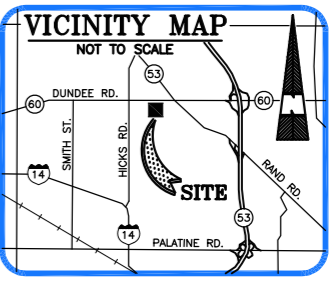 VICINITY MAP
NOT TO SCALE
53
DUNDEE RD.
60
60
N
SMITH ST.
HICKS RD.
14
SITE
RAND RD.
53
14
PALATINE RD.